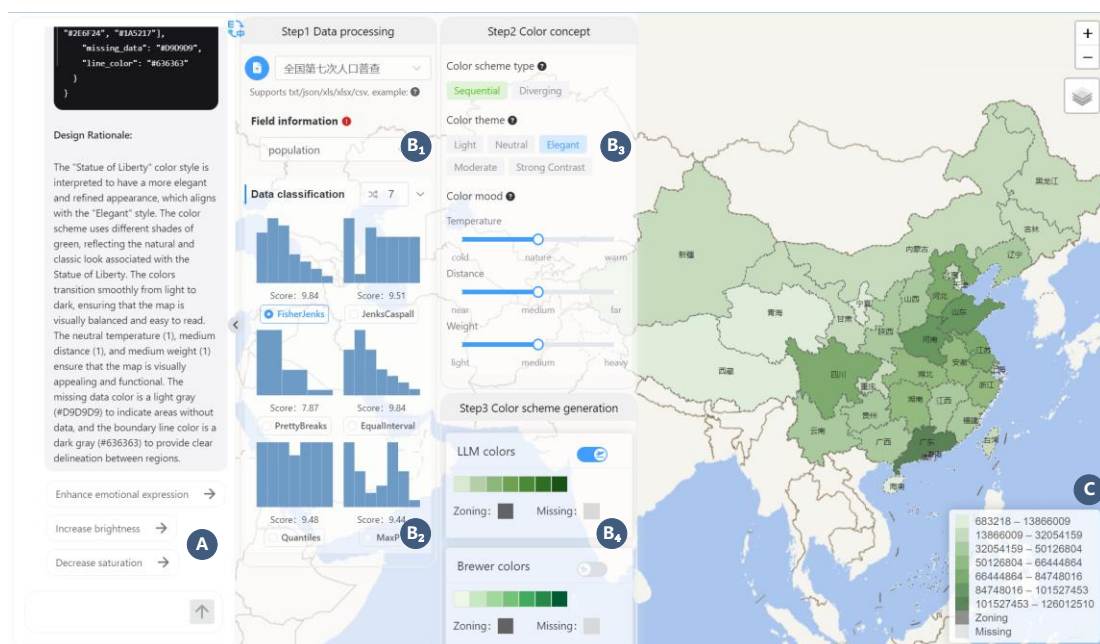 "#2E6F24", "#1A5217"],
"missing_data": "#D9D9D9",
"line_color": "#636363"
}
}
Design Rationale:
The "Statue of Liberty" color style is
interpreted to have a more elegant
and refined appearance, which aligns
with the "Elegant" style. The color
scheme uses different shades of
green, reflecting the natural and
classic look associated with the
Statue of Liberty. The colors
transition smoothly from light to
dark, ensuring that the map is
visually balanced and easy to read.
The neutral temperature (1), medium
distance (1), and medium weight (1)
ensure that the map is visually
appealing and functional. The
missing data color is a light gray
(#D9D9D9) to indicate areas without
data, and the boundary line color is a
dark gray (#636363) to provide clear
delineation between regions.
Enhance emotional expression →
Increase brightness →
Decrease saturation →
A
Step1 Data processing
全国第七次人口普查
Supports txt/json/xls/xlsx/csv, example:
Field information
population
B1
Data classification 7
Score: 9.84 Score: 9.51
FisherJenks JenksCaspall
Score: 7.87 Score: 9.84
PrettyBreaks EqualInterval
Score: 9.48 Score: 9.44
Quantiles MaxP
B2
Step2 Color concept
Color scheme type
Sequential Diverging
Color theme
Light Neutral Elegant
Moderate Strong Contrast
B3
Color mood
Temperature
cold nature warm
Distance
near medium far
Weight
light medium heavy
Step3 Color scheme generation
LLM colors
Zoning: Missing:
B4
Brewer colors
Zoning: Missing:
+
−
黑龙江
吉林
辽宁
内蒙古
新疆
河北
山西
山东
宁夏
青海
甘肃
陕西
河南
江苏
安徽
西藏
四川
重庆
湖北
浙江
湖南
江西
贵州
福建
云南
广西
广东
台湾
海南
C
683218 – 13866009
13866009 – 32054159
32054159 – 50126804
50126804 – 66444864
66444864 – 84748016
84748016 – 101527453
101527453 – 126012510
Zoning
Missing